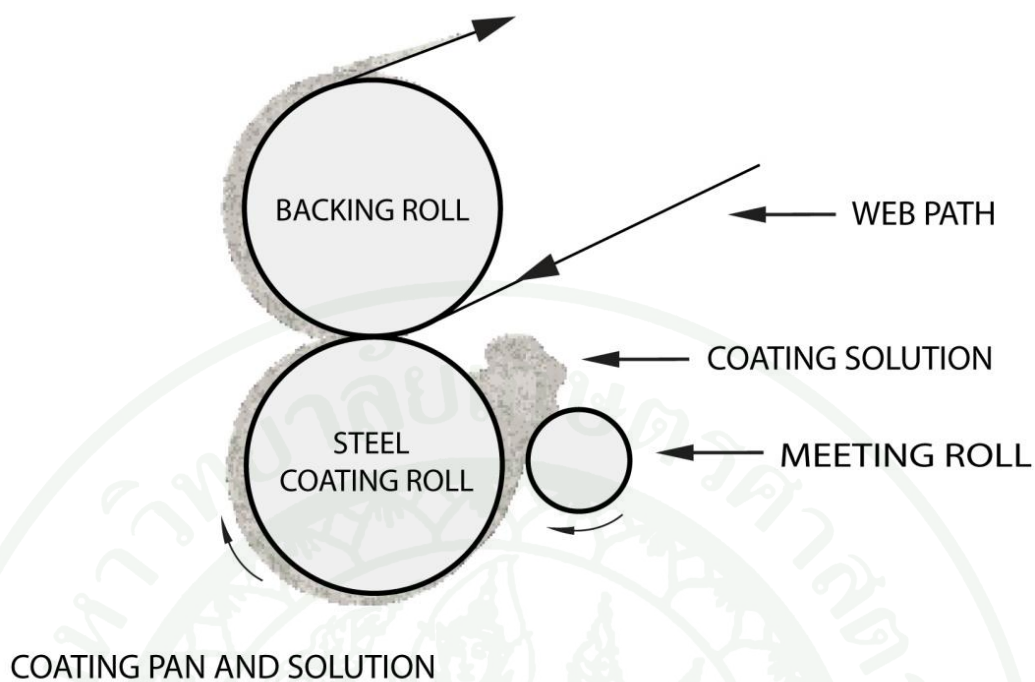 BACKING ROLL
WEB PATH
COATING SOLUTION
STEEL
COATING ROLL
MEETING ROLL
COATING PAN AND SOLUTION